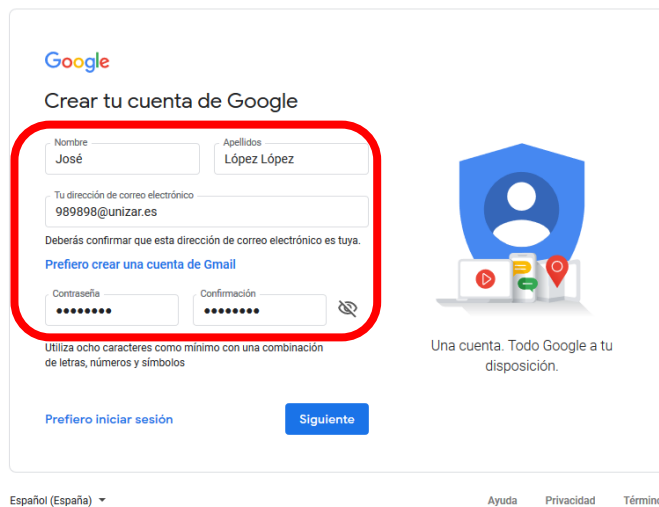 Google
Crear tu cuenta de Google
Nombre
José
Apellidos
López López
Tu dirección de correo electrónico
989898@unizar.es
Deberás confirmar que esta dirección de correo electrónico es tuya.
Prefiero crear una cuenta de Gmail
Contraseña
••••••••
Confirmación
••••••••
Utiliza ocho caracteres como mínimo con una combinación
de letras, números y símbolos
Prefiero iniciar sesión
Siguiente
Una cuenta. Todo Google a tu
disposición.
Español (España)
Ayuda Privacidad Término